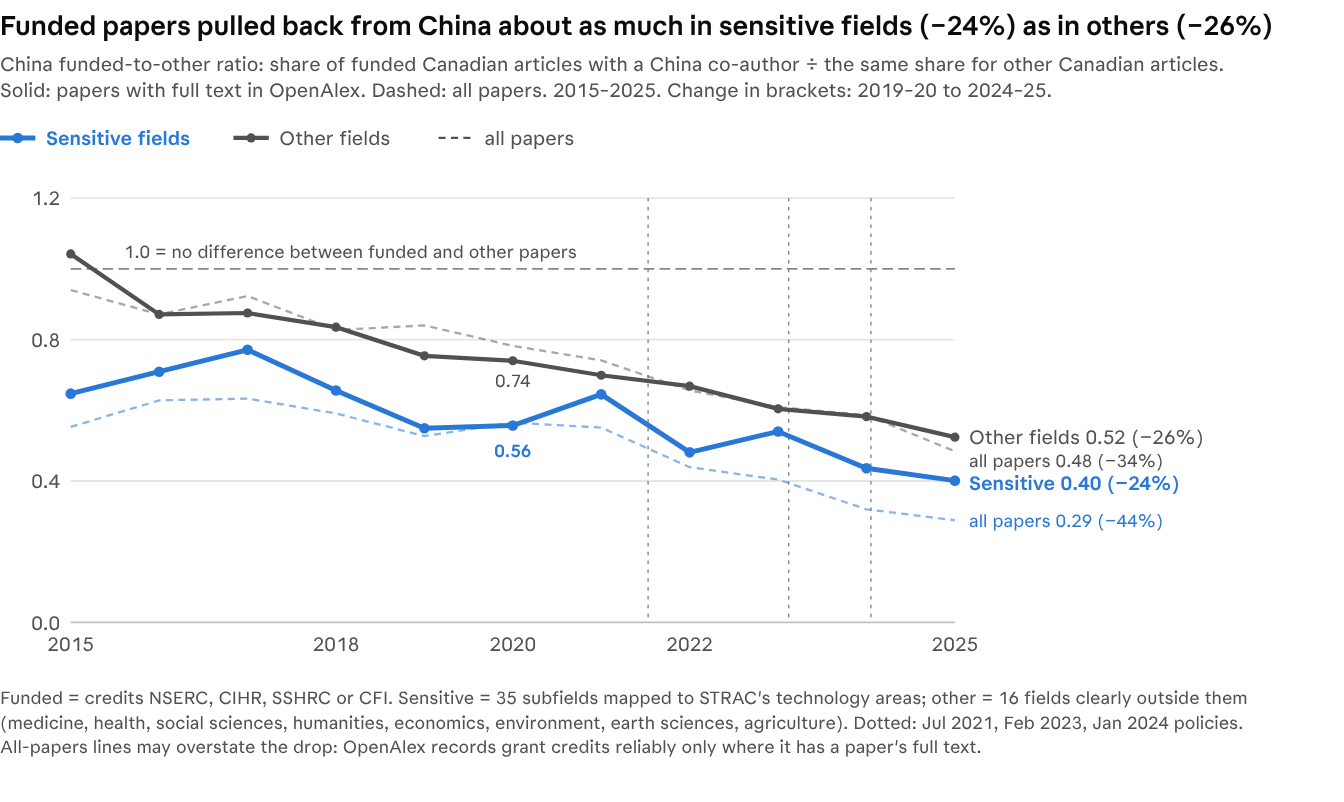 Funded papers pulled back from China about as much in sensitive fields (−24%) as in others (−26%)
China funded-to-other ratio: share of funded Canadian articles with a China co-author ÷ the same share for other Canadian articles.
Solid: papers with full text in OpenAlex. Dashed: all papers. 2015–2025. Change in brackets: 2019–20 to 2024–25.
Sensitive fields
Other fields
all papers
1.2
1.0 = no difference between funded and other papers
0.8
0.74
0.56
Other fields 0.52 (−26%)
all papers 0.48 (−34%)
0.4
Sensitive 0.40 (−24%)
all papers 0.29 (−44%)
0.0
2015
2018
2020
2022
2025
Funded = credits NSERC, CIHR, SSHRC or CFI. Sensitive = 35 subfields mapped to STRAC's technology areas; other = 16 fields clearly outside them
(medicine, health, social sciences, humanities, economics, environment, earth sciences, agriculture). Dotted: Jul 2021, Feb 2023, Jan 2024 policies.
All-papers lines may overstate the drop: OpenAlex records grant credits reliably only where it has a paper's full text.